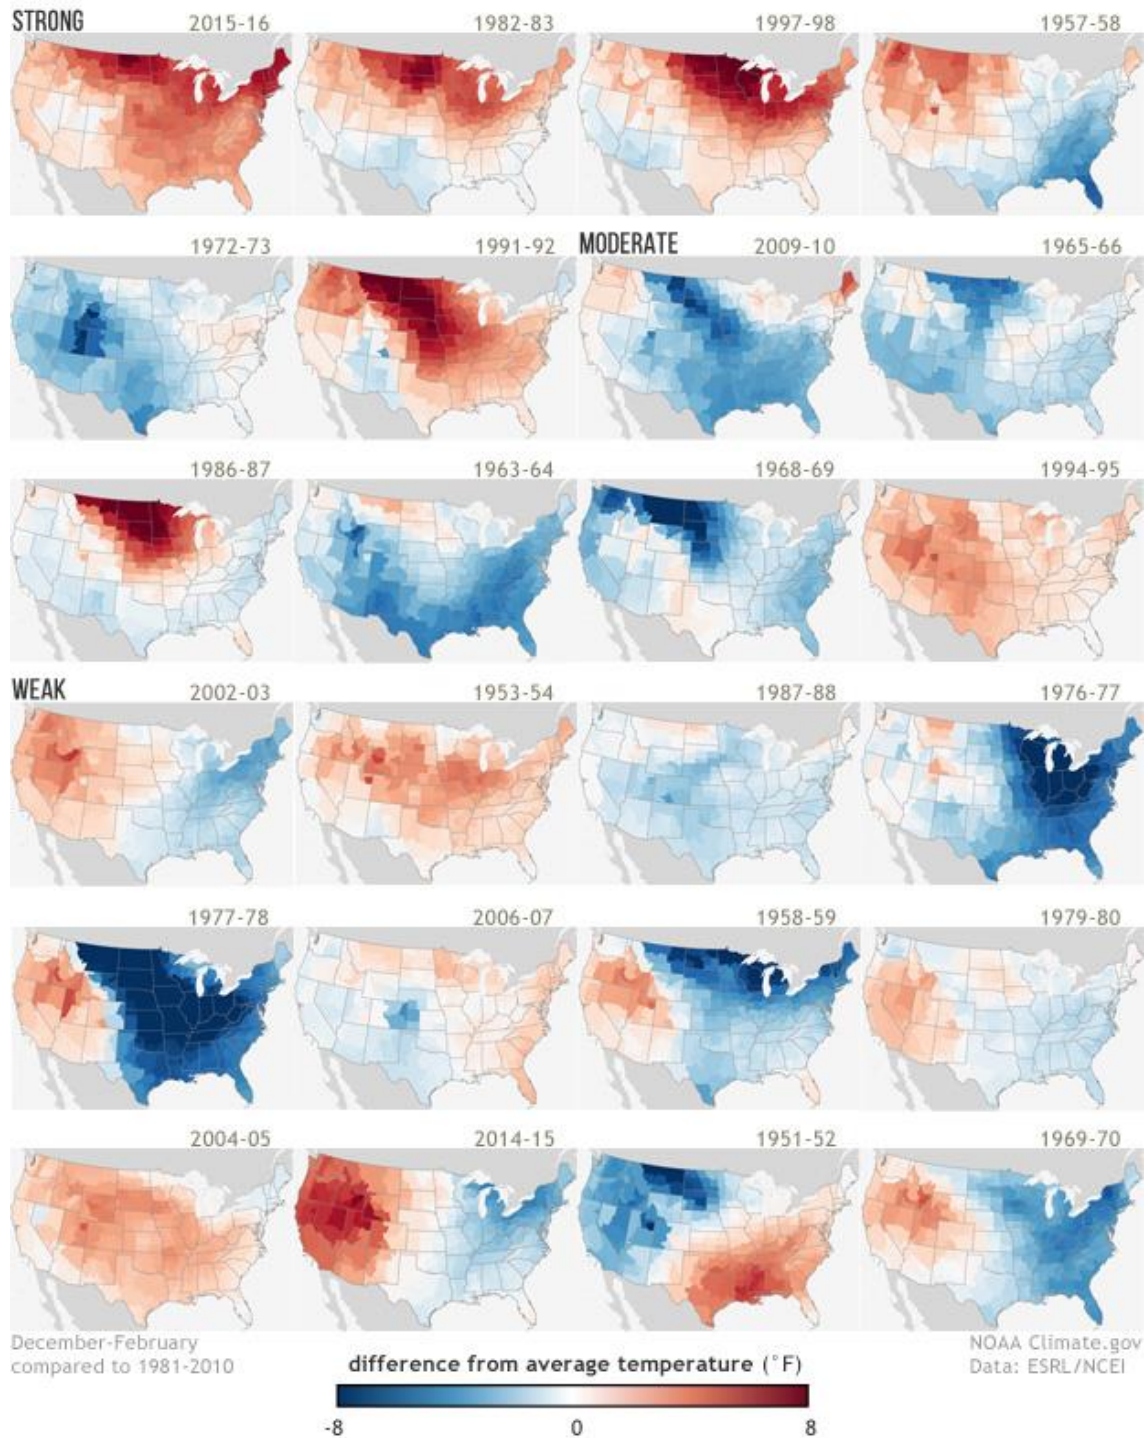 STRONG 2015-16 1982-83 1997-98 1957-58
1972-73 1991-92 MODERATE 2009-10 1965-66
1986-87 1963-64 1968-69 1994-95
WEAK 2002-03 1953-54 1987-88 1976-77
1977-78 2006-07 1958-59 1979-80
2004-05 2014-15 1951-52 1969-70
December-February
compared to 1981-2010
difference from average temperature (°F)
-8 0 8
NOAA Climate.gov
Data: ESRL/NCEI